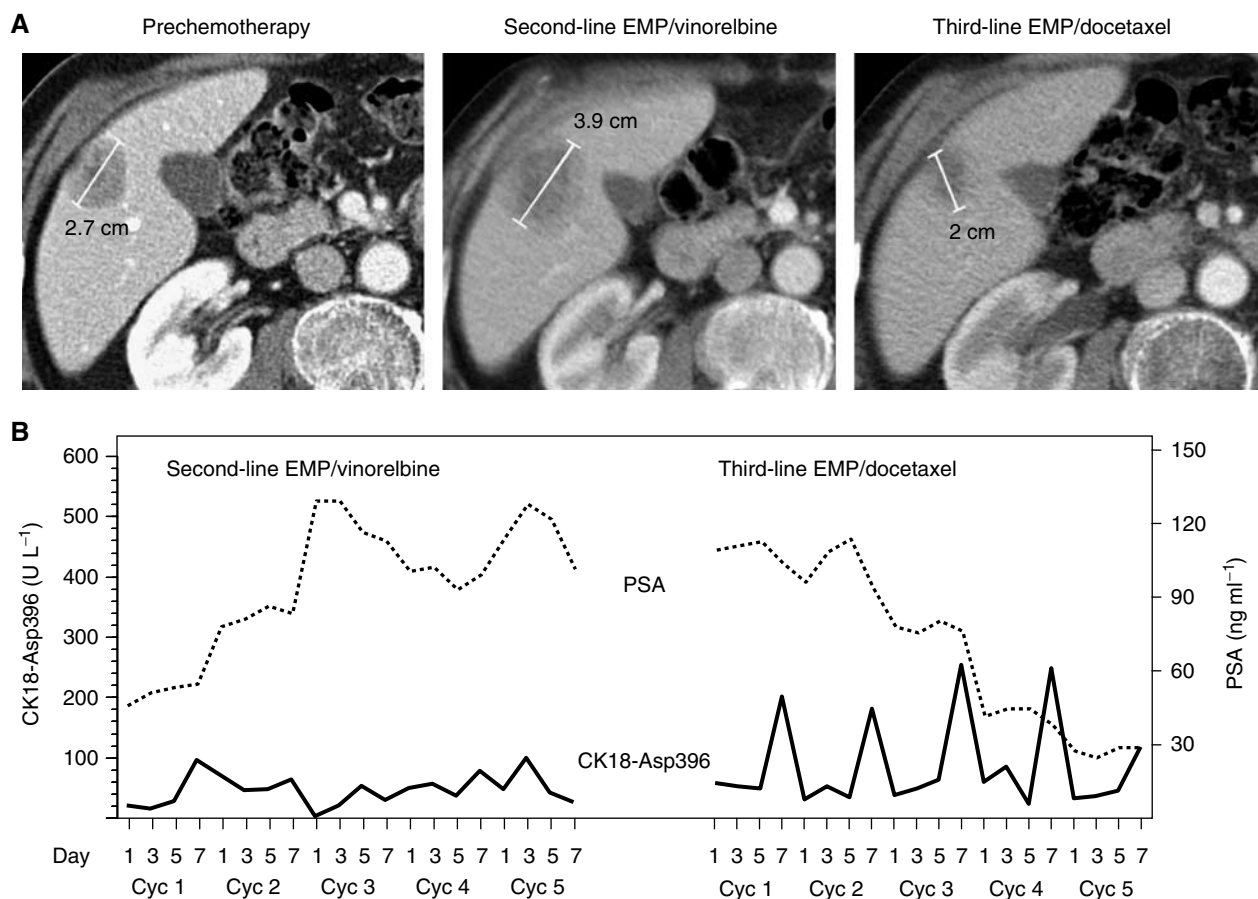 A
Prechemotherapy
Second-line EMP/vinorelbine
Third-line EMP/docetaxel
2.7 cm
3.9 cm
2 cm
B
Second-line EMP/vinorelbine
Third-line EMP/docetaxel
CK18-Asp396 (U L⁻¹)
600
500
400
300
200
100
PSA
CK18-Asp396
150
120
90
60
30
PSA (ng ml⁻¹)
Day 1 3 5 7 1 3 5 7 1 3 5 7 1 3 5 7 1 3 5 7 1 3 5 7 1 3 5 7 1 3 5 7 1 3 5 7 1 3 5 7
Cyc 1 Cyc 2 Cyc 3 Cyc 4 Cyc 5 Cyc 1 Cyc 2 Cyc 3 Cyc 4 Cyc 5